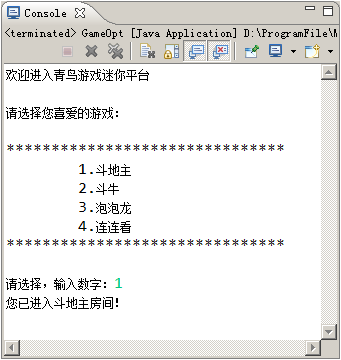 Console
<terminated> GameOpt [Java Application] D:\ProgramFile\M
欢迎进入青鸟游戏迷你平台
请选择您喜爱的游戏：
*******************************
1.斗地主
2.斗牛
3.泡泡龙
4.连连看
*******************************
请选择，输入数字：1
您已进入斗地主房间！